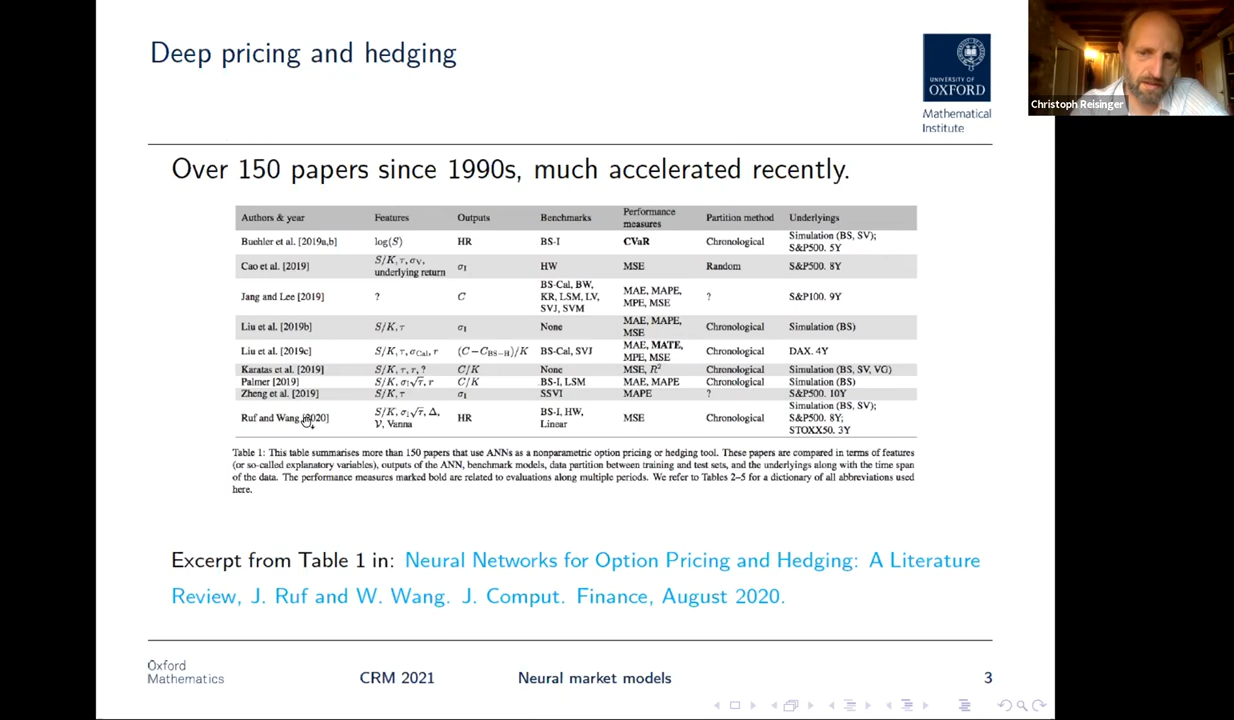 Deep pricing and hedging
UNIVERSITY OF
OXFORD
Mathematical
Institute
Christoph Reisinger
Over 150 papers since 1990s, much accelerated recently.
Authors & year Features Outputs Benchmarks Performance measures Partition method Underlyings
Buehler et al. [2019a,b] log(S) HR BS-I CVaR Chronological Simulation (BS, SV); S&P500. 5Y
Cao et al. [2019] S/K, τ, σV, underlying return σI HW MSE Random S&P500. 8Y
Jang and Lee [2019] ? C BS-Cal, BW, KR, LSM, LV, SVJ, SVM MAE, MAPE, MPE, MSE ? S&P100. 9Y
Liu et al. [2019b] S/K, τ σI None MAE, MAPE, MSE Chronological Simulation (BS)
Liu et al. [2019c] S/K, τ, σCal, r (C−CBS−H)/K BS-Cal, SVJ MAE, MATE, MPE, MSE Chronological DAX. 4Y
Karatas et al. [2019] S/K, τ, r, ? C/K None MSE, R² Chronological Simulation (BS, SV, VG)
Palmer [2019] S/K, σI√τ, r C/K BS-I, LSM MAE, MAPE Chronological Simulation (BS)
Zheng et al. [2019] S/K, τ σI SSVI MAPE ? S&P500. 10Y
Ruf and Wang [2020] S/K, σI√τ, Δ, V, Vanna HR BS-I, HW, Linear MSE Chronological Simulation (BS, SV); S&P500. 8Y; STOXX50. 3Y
Table 1: This table summarises more than 150 papers that use ANNs as a nonparametric option pricing or hedging tool. These papers are compared in terms of features
(or so-called explanatory variables), outputs of the ANN, benchmark models, data partition between training and test sets, and the underlyings along with the time span
of the data. The performance measures marked bold are related to evaluations along multiple periods. We refer to Tables 2–5 for a dictionary of all abbreviations used
here.
Excerpt from Table 1 in: Neural Networks for Option Pricing and Hedging: A Literature
Review, J. Ruf and W. Wang. J. Comput. Finance, August 2020.
Oxford
Mathematics
CRM 2021 Neural market models 3